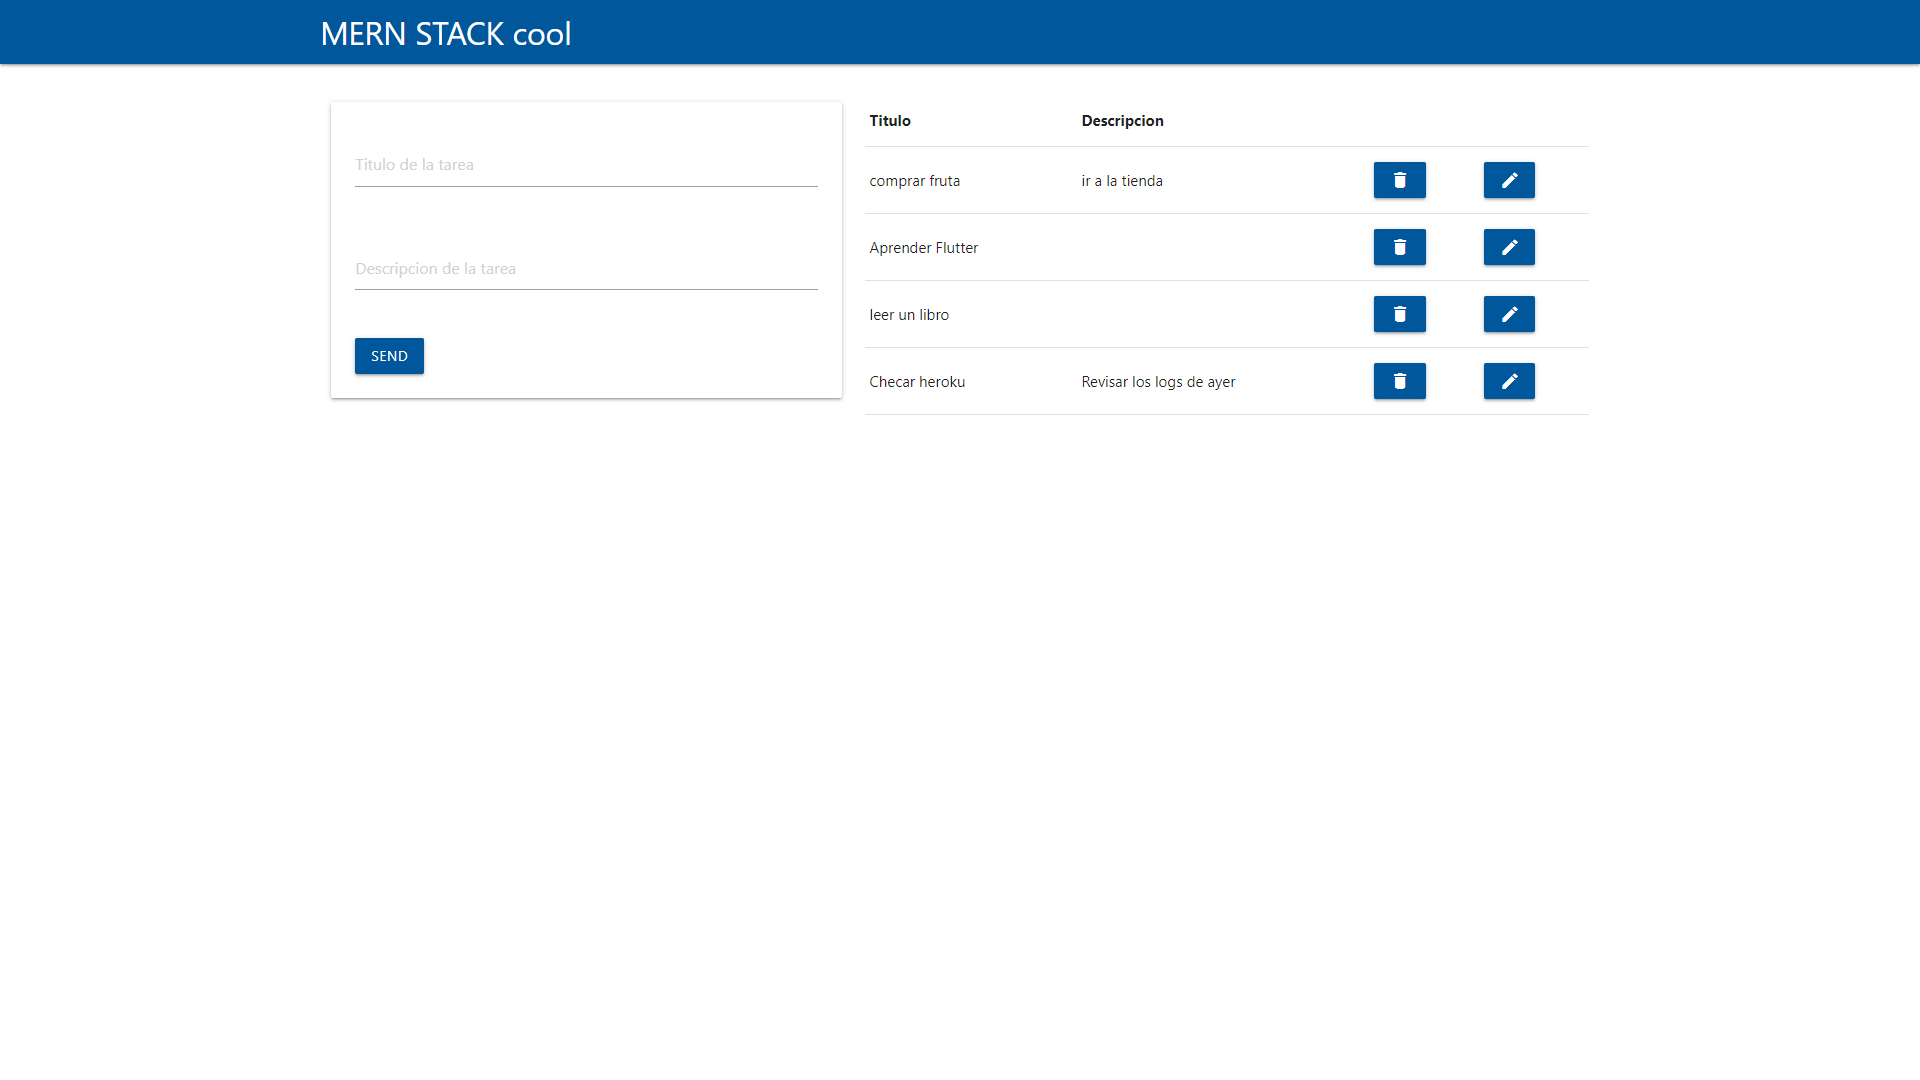 MERN STACK cool
Titulo de la tarea
Descripcion de la tarea
SEND
Titulo Descripcion
comprar fruta ir a la tienda
Aprender Flutter
leer un libro
Checar heroku Revisar los logs de ayer